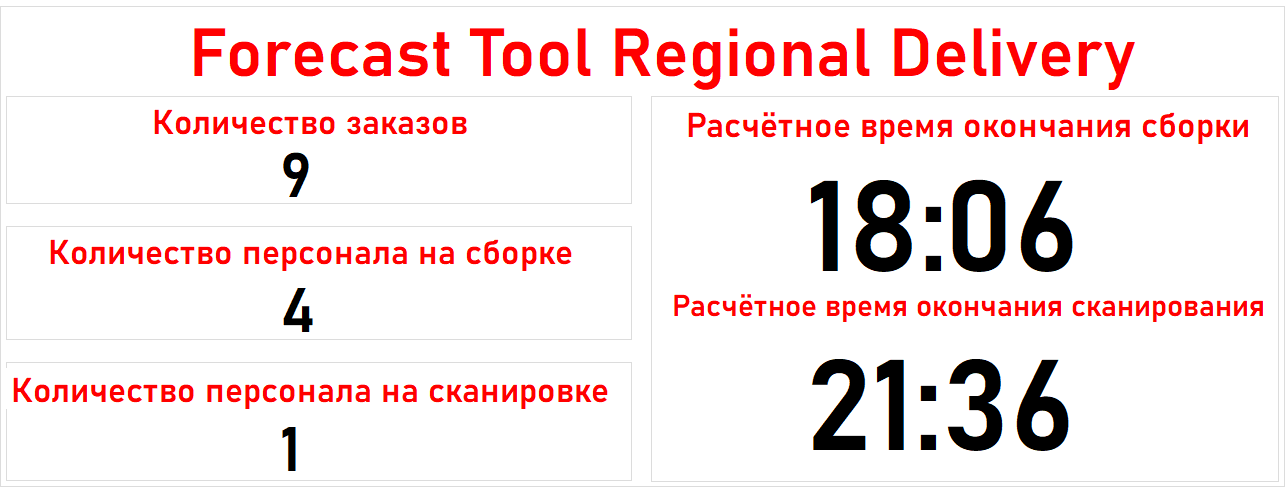 Forecast Tool Regional Delivery
Количество заказов
9
Количество персонала на сборке
4
Количество персонала на сканировке
1
Расчётное время окончания сборки
18:06
Расчётное время окончания сканирования
21:36